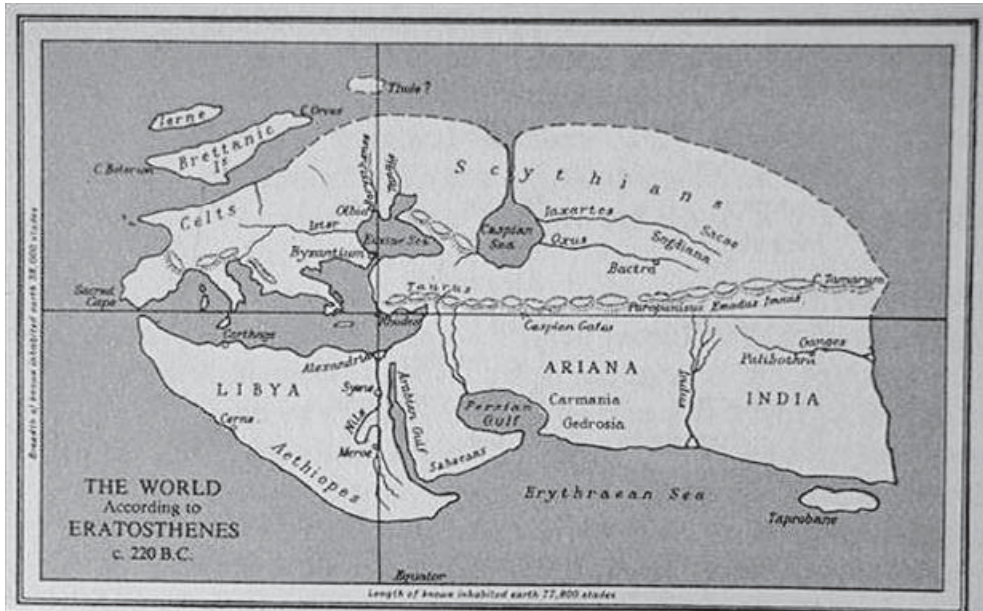 Thule?
Ierne
C. Orcus
Brettanic
Is
C. Bolerium
Scythians
Celts
Borysthenes
Olbia
Ister
Euxine Sea
Byzantium
Caspian
Sea
Iaxartes
Oxus
Sacae
Sogdiana
Bactra
Sacred
Cape
Taurus
Paropanisus Emodus Imaus
C. Tamarum
Rhodes
Carthage
Caspian Gates
Alexandria
Ganges
Palibothra
LIBYA
Syene
Arabian Gulf
ARIANA
Persian
Gulf
Carmania
Gedrosia
Indus
INDIA
Cerne
Nile
Meroe
Aethiopes
Sabaeans
Erythraean Sea
Taprobane
THE WORLD
According to
ERATOSTHENES
c. 220 B.C.
Equator
Length of known inhabited earth 77,800 stades
Breadth of known inhabited earth 38,000 stades